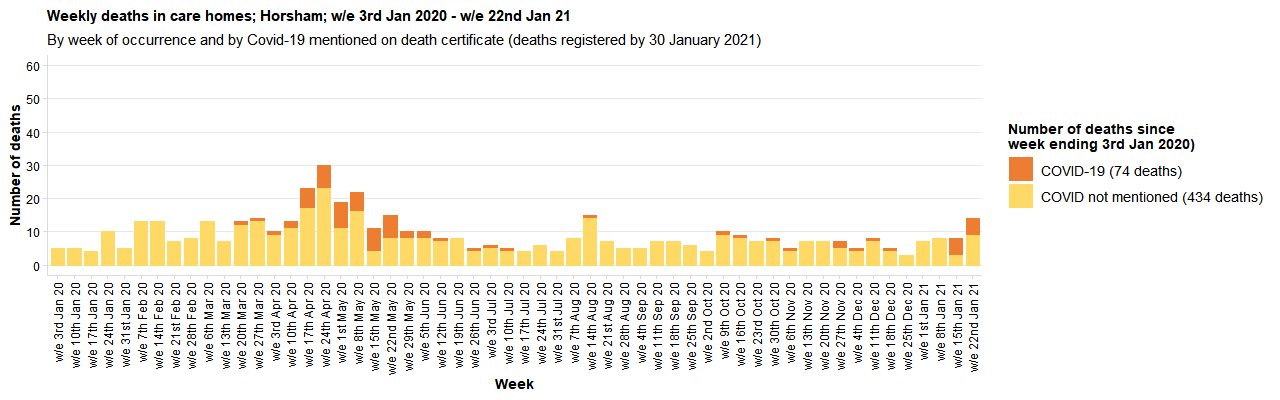 Weekly deaths in care homes; Horsham; w/e 3rd Jan 2020 - w/e 22nd Jan 21
By week of occurrence and by Covid-19 mentioned on death certificate (deaths registered by 30 January 2021)
Number of deaths
60
50
40
30
20
10
0
w/e 3rd Jan 20
w/e 10th Jan 20
w/e 17th Jan 20
w/e 24th Jan 20
w/e 31st Jan 20
w/e 7th Feb 20
w/e 14th Feb 20
w/e 21st Feb 20
w/e 28th Feb 20
w/e 6th Mar 20
w/e 13th Mar 20
w/e 20th Mar 20
w/e 27th Mar 20
w/e 3rd Apr 20
w/e 10th Apr 20
w/e 17th Apr 20
w/e 24th Apr 20
w/e 1st May 20
w/e 8th May 20
w/e 15th May 20
w/e 22nd May 20
w/e 29th May 20
w/e 5th Jun 20
w/e 12th Jun 20
w/e 19th Jun 20
w/e 26th Jun 20
w/e 3rd Jul 20
w/e 10th Jul 20
w/e 17th Jul 20
w/e 24th Jul 20
w/e 31st Jul 20
w/e 7th Aug 20
w/e 14th Aug 20
w/e 21st Aug 20
w/e 28th Aug 20
w/e 4th Sep 20
w/e 11th Sep 20
w/e 18th Sep 20
w/e 25th Sep 20
w/e 2nd Oct 20
w/e 9th Oct 20
w/e 16th Oct 20
w/e 23rd Oct 20
w/e 30th Oct 20
w/e 6th Nov 20
w/e 13th Nov 20
w/e 20th Nov 20
w/e 27th Nov 20
w/e 4th Dec 20
w/e 11th Dec 20
w/e 18th Dec 20
w/e 25th Dec 20
w/e 1st Jan 21
w/e 8th Jan 21
w/e 15th Jan 21
w/e 22nd Jan 21
Week
Number of deaths since
week ending 3rd Jan 2020)
COVID-19 (74 deaths)
COVID not mentioned (434 deaths)